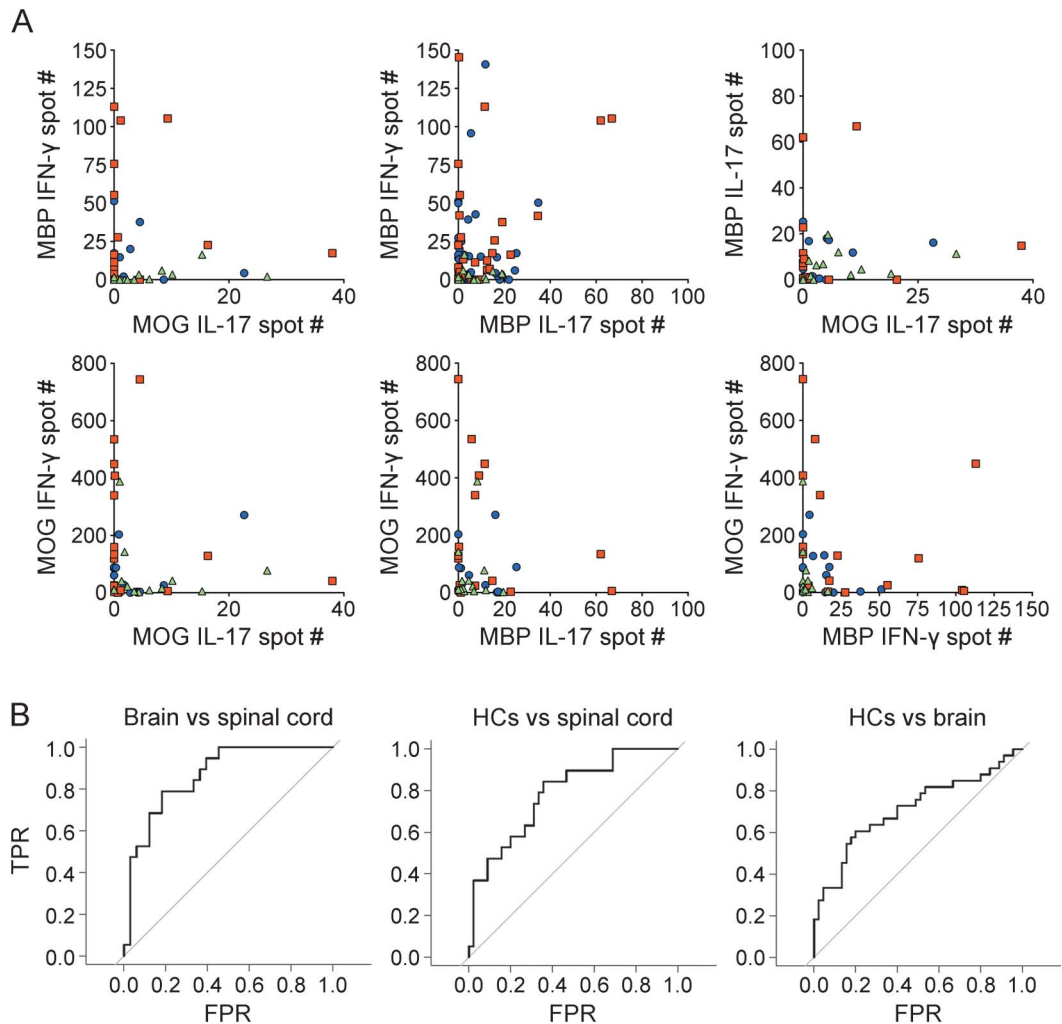 A
MBP IFN-γ spot #
150
125
100
75
50
25
0
0 20 40
MOG IL-17 spot #
MBP IFN-γ spot #
150
125
100
75
50
25
0
0 20 40 60 80 100
MBP IL-17 spot #
MBP IL-17 spot #
100
80
60
40
20
0
0 25 40
MOG IL-17 spot #
MOG IFN-γ spot #
800
600
400
200
0
0 20 40
MOG IL-17 spot #
MOG IFN-γ spot #
800
600
400
200
0
0 20 40 60 80 100
MBP IL-17 spot #
MOG IFN-γ spot #
800
600
400
200
0
0 25 50 75 100 150
MBP IFN-γ spot #
B
Brain vs spinal cord
TPR
1.0
0.8
0.6
0.4
0.2
0.0
0.0 0.2 0.4 0.6 0.8 1.0
FPR
HCs vs spinal cord
1.0
0.8
0.6
0.4
0.2
0.0
0.0 0.2 0.4 0.6 0.8 1.0
FPR
HCs vs brain
1.0
0.8
0.6
0.4
0.2
0.0
0.0 0.2 0.4 0.6 0.8 1.0
FPR